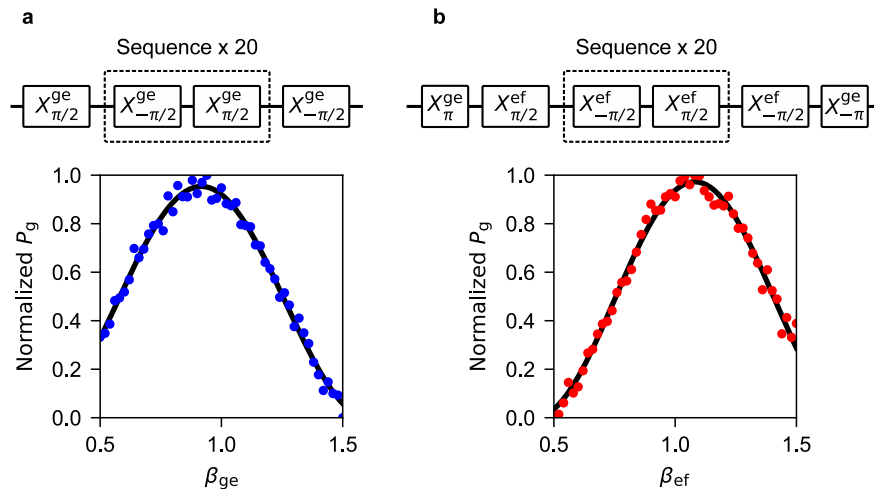 a
Sequence x 20
X^ge_π/2 X^ge_−π/2 X^ge_π/2 X^ge_−π/2
1.0
0.8
0.6
0.4
0.2
0.0
Normalized P_g
0.5 1.0 1.5
β_ge
b
Sequence x 20
X^ge_π X^ef_π/2 X^ef_−π/2 X^ef_π/2 X^ef_−π/2 X^ge_−π
1.0
0.8
0.6
0.4
0.2
0.0
Normalized P_g
0.5 1.0 1.5
β_ef